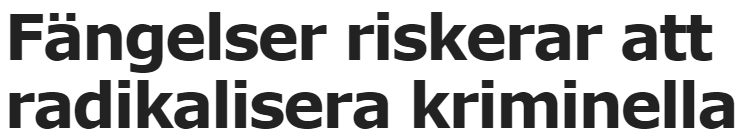 Fängelser riskerar att
radikalisera kriminella